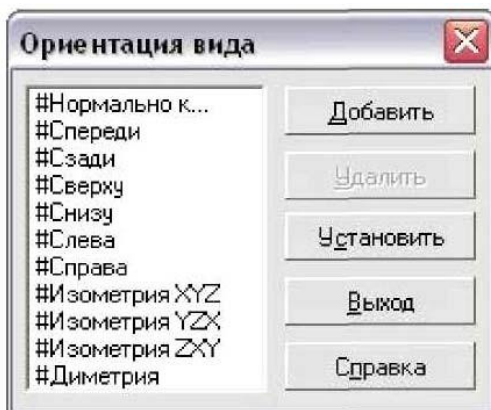 Ориентация вида
#Нормально к...
#Спереди
#Сзади
#Сверху
#Снизу
#Слева
#Справа
#Изометрия XYZ
#Изометрия YZX
#Изометрия ZXY
#Диметрия
Добавить
Удалить
Установить
Выход
Справка